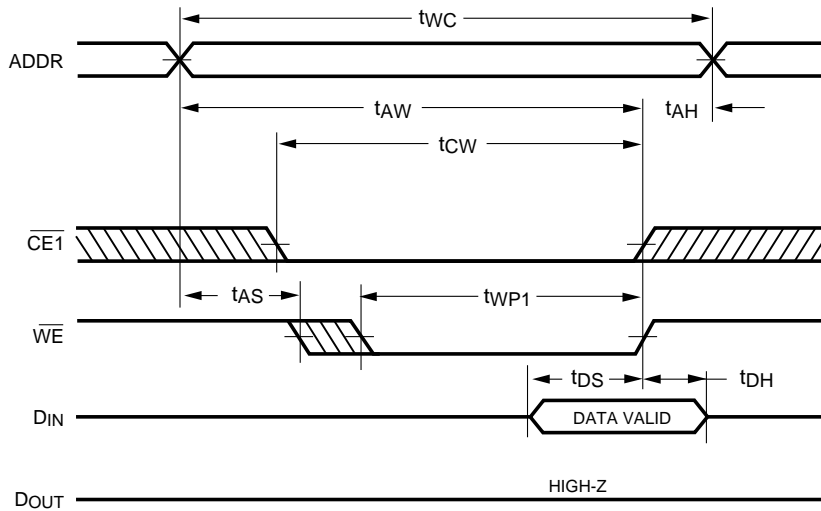 tWC
ADDR
tAW
tAH
tCW
CE1
tAS
tWP1
WE
tDS
tDH
DIN
DATA VALID
DOUT
HIGH-Z